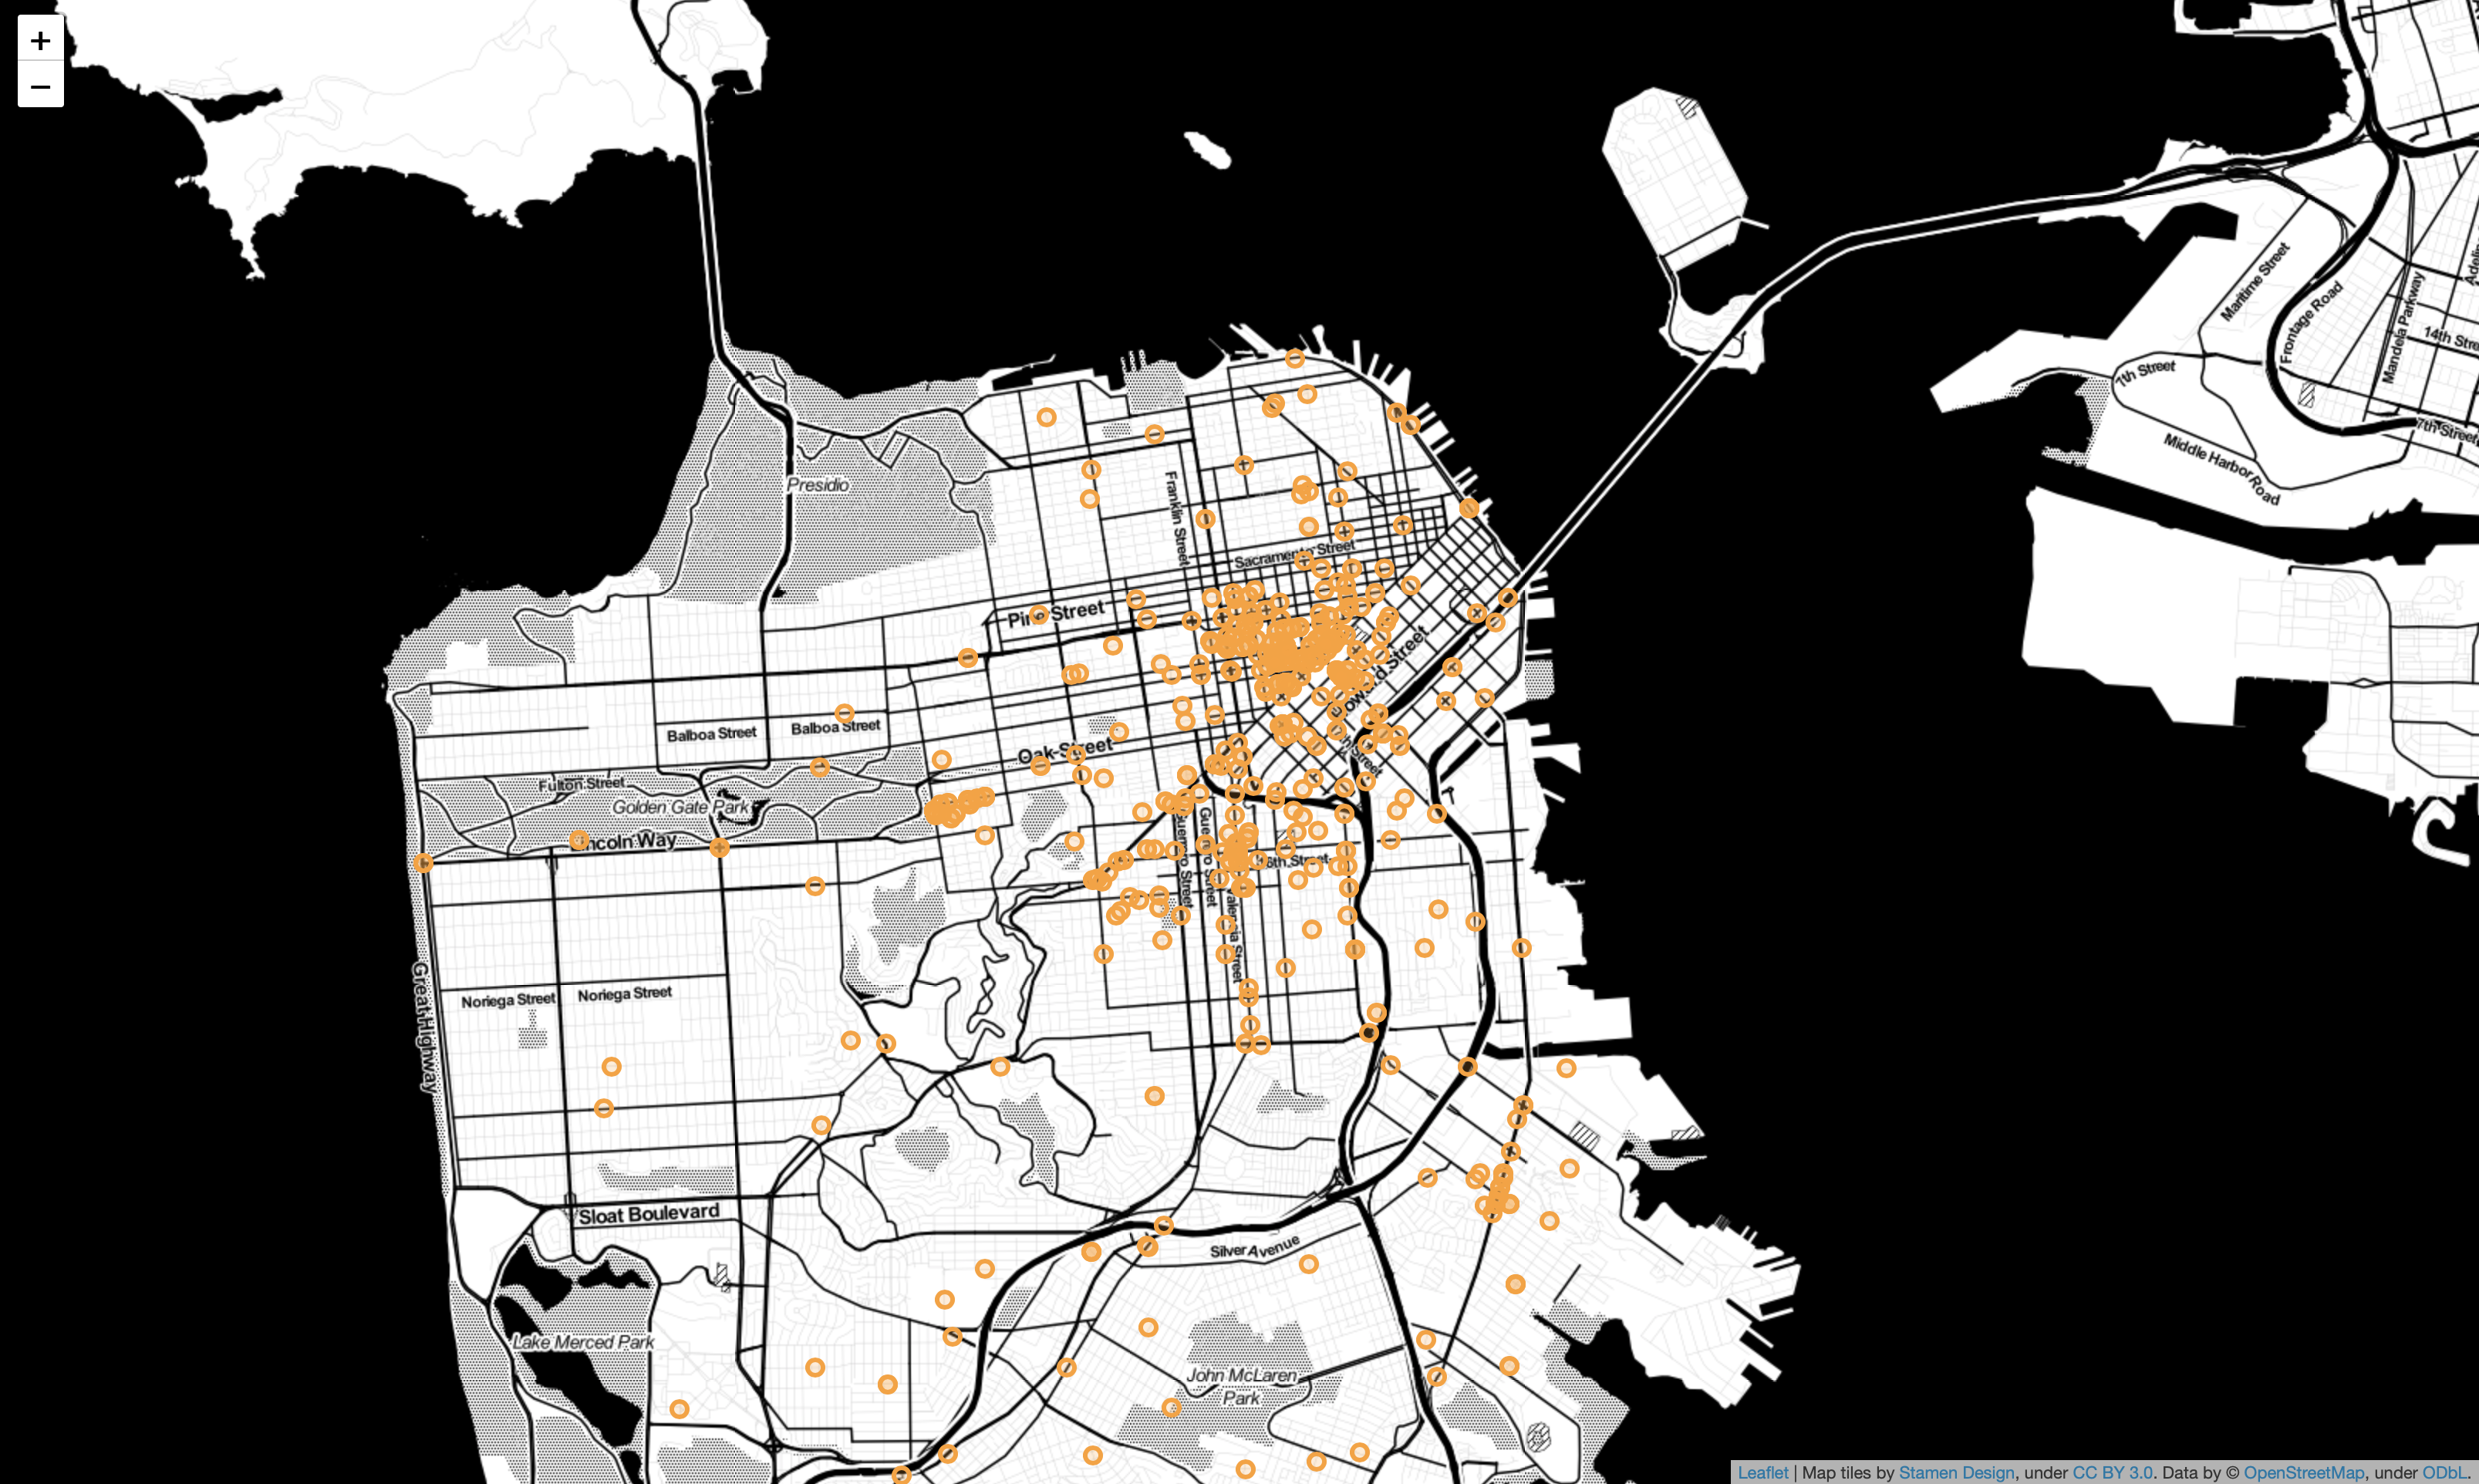 +
−
Maritime Street
Frontage Road
Mandela Parkway
14th Stre
7th Street
7th Street
Middle Harbor Road
Presidio
Franklin Street
Sacramento Street
Pine Street
Howard Street
Balboa Street
Balboa Street
Oak Street
Fulton Street
Golden Gate Park
Lincoln Way
16th Street
Guerrero Street
Guerrero Street
Valencia Street
Great Highway
Noriega Street
Noriega Street
Sloat Boulevard
Silver Avenue
Lake Merced Park
John McLaren
Park
Leaflet | Map tiles by Stamen Design, under CC BY 3.0. Data by © OpenStreetMap, under ODbL.